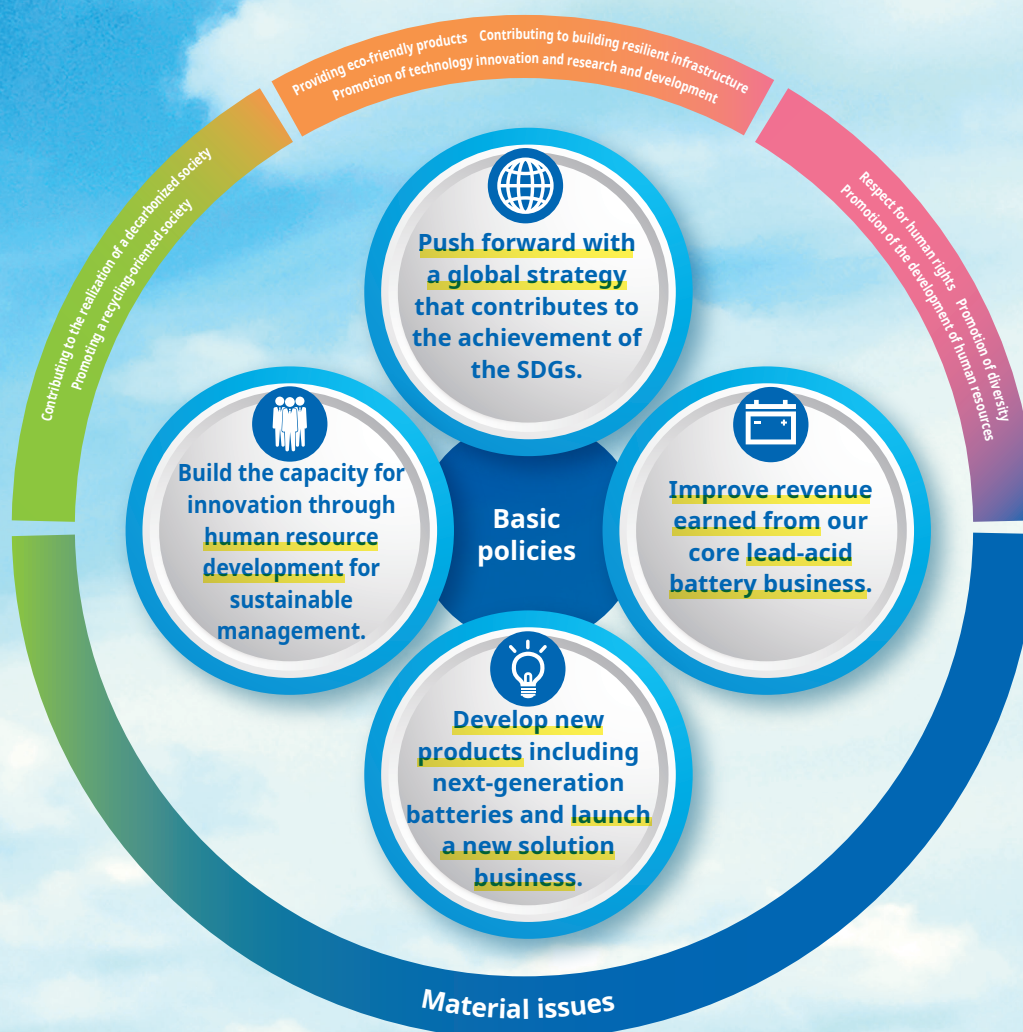 Providing eco-friendly products Contributing to building resilient infrastructure
Promotion of technology innovation and research and development
Contributing to the realization of a decarbonized society
Promoting a recycling-oriented society
Respect for human rights Promotion of diversity
Promotion of the development of human resources
Push forward with
a global strategy
that contributes to
the achievement of
the SDGs.
Build the capacity for
innovation through
human resource
development for
sustainable
management.
Basic
policies
Improve revenue
earned from our
core lead-acid
battery business.
Develop new
products including
next-generation
batteries and launch
a new solution
business.
Material issues